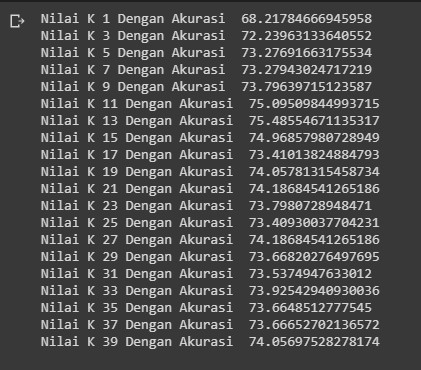 Nilai K 1 Dengan Akurasi 68.21784666945958
Nilai K 3 Dengan Akurasi 72.23963133640552
Nilai K 5 Dengan Akurasi 73.27691663175534
Nilai K 7 Dengan Akurasi 73.27943024717219
Nilai K 9 Dengan Akurasi 73.79639715123587
Nilai K 11 Dengan Akurasi 75.09509844993715
Nilai K 13 Dengan Akurasi 75.48554671135317
Nilai K 15 Dengan Akurasi 74.96857980728949
Nilai K 17 Dengan Akurasi 73.41013824884793
Nilai K 19 Dengan Akurasi 74.05781315458734
Nilai K 21 Dengan Akurasi 74.18684541265186
Nilai K 23 Dengan Akurasi 73.7980728948471
Nilai K 25 Dengan Akurasi 73.40930037704231
Nilai K 27 Dengan Akurasi 74.18684541265186
Nilai K 29 Dengan Akurasi 73.66820276497695
Nilai K 31 Dengan Akurasi 73.5374947633012
Nilai K 33 Dengan Akurasi 73.92542940930036
Nilai K 35 Dengan Akurasi 73.6648512777545
Nilai K 37 Dengan Akurasi 73.66652702136572
Nilai K 39 Dengan Akurasi 74.05697528278174